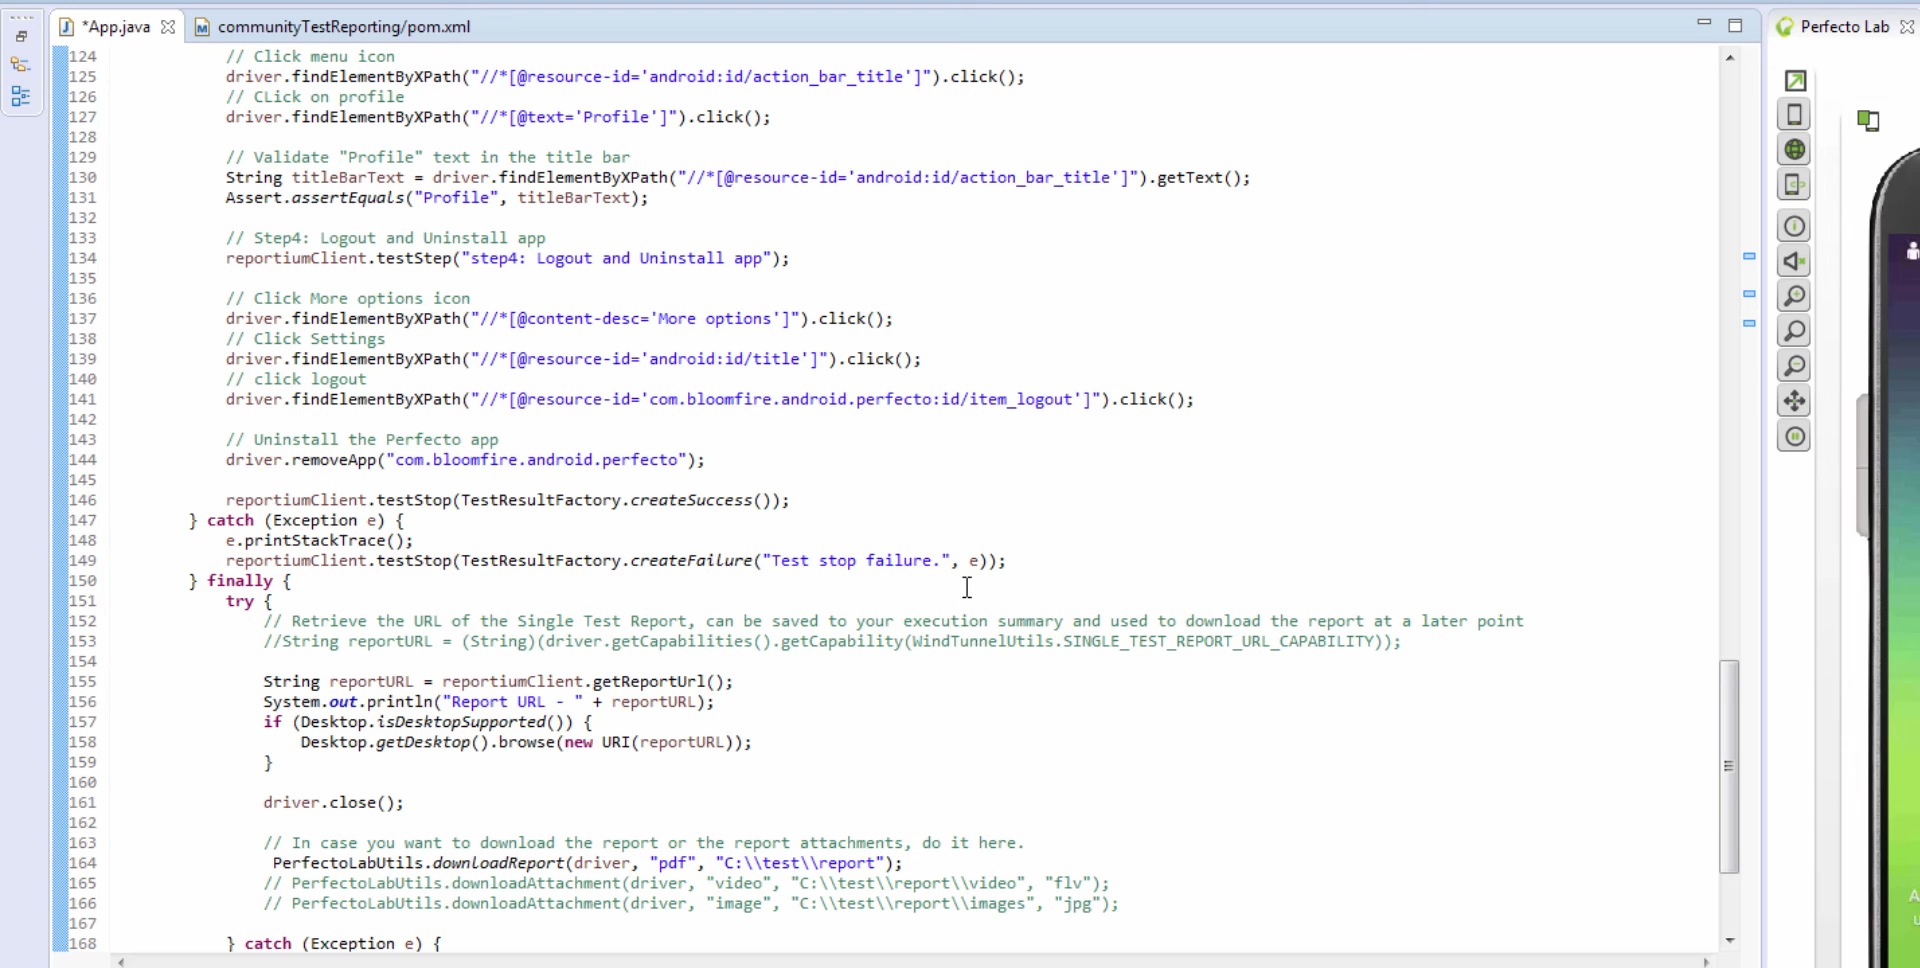 *App.java communityTestReporting/pom.xml Perfecto Lab
124 // Click menu icon
125 driver.findElementByXPath("//*[@resource-id='android:id/action_bar_title']").click();
126 // CLick on profile
127 driver.findElementByXPath("//*[@text='Profile']").click();
128
129 // Validate "Profile" text in the title bar
130 String titleBarText = driver.findElementByXPath("//*[@resource-id='android:id/action_bar_title']").getText();
131 Assert.assertEquals("Profile", titleBarText);
132
133 // Step4: Logout and Uninstall app
134 reportiumClient.testStep("step4: Logout and Uninstall app");
135
136 // Click More options icon
137 driver.findElementByXPath("//*[@content-desc='More options']").click();
138 // Click Settings
139 driver.findElementByXPath("//*[@resource-id='android:id/title']").click();
140 // click logout
141 driver.findElementByXPath("//*[@resource-id='com.bloomfire.android.perfecto:id/item_logout']").click();
142
143 // Uninstall the Perfecto app
144 driver.removeApp("com.bloomfire.android.perfecto");
145
146 reportiumClient.testStop(TestResultFactory.createSuccess());
147 } catch (Exception e) {
148 e.printStackTrace();
149 reportiumClient.testStop(TestResultFactory.createFailure("Test stop failure.", e));
150 } finally {
151 try {
152 // Retrieve the URL of the Single Test Report, can be saved to your execution summary and used to download the report at a later point
153 //String reportURL = (String)(driver.getCapabilities().getCapability(WindTunnelUtils.SINGLE_TEST_REPORT_URL_CAPABILITY));
154
155 String reportURL = reportiumClient.getReportUrl();
156 System.out.println("Report URL - " + reportURL);
157 if (Desktop.isDesktopSupported()) {
158 Desktop.getDesktop().browse(new URI(reportURL));
159 }
160
161 driver.close();
162
163 // In case you want to download the report or the report attachments, do it here.
164 PerfectoLabUtils.downloadReport(driver, "pdf", "C:\\test\\report");
165 // PerfectoLabUtils.downloadAttachment(driver, "video", "C:\\test\\report\\video", "flv");
166 // PerfectoLabUtils.downloadAttachment(driver, "image", "C:\\test\\report\\images", "jpg");
167
168 } catch (Exception e) {